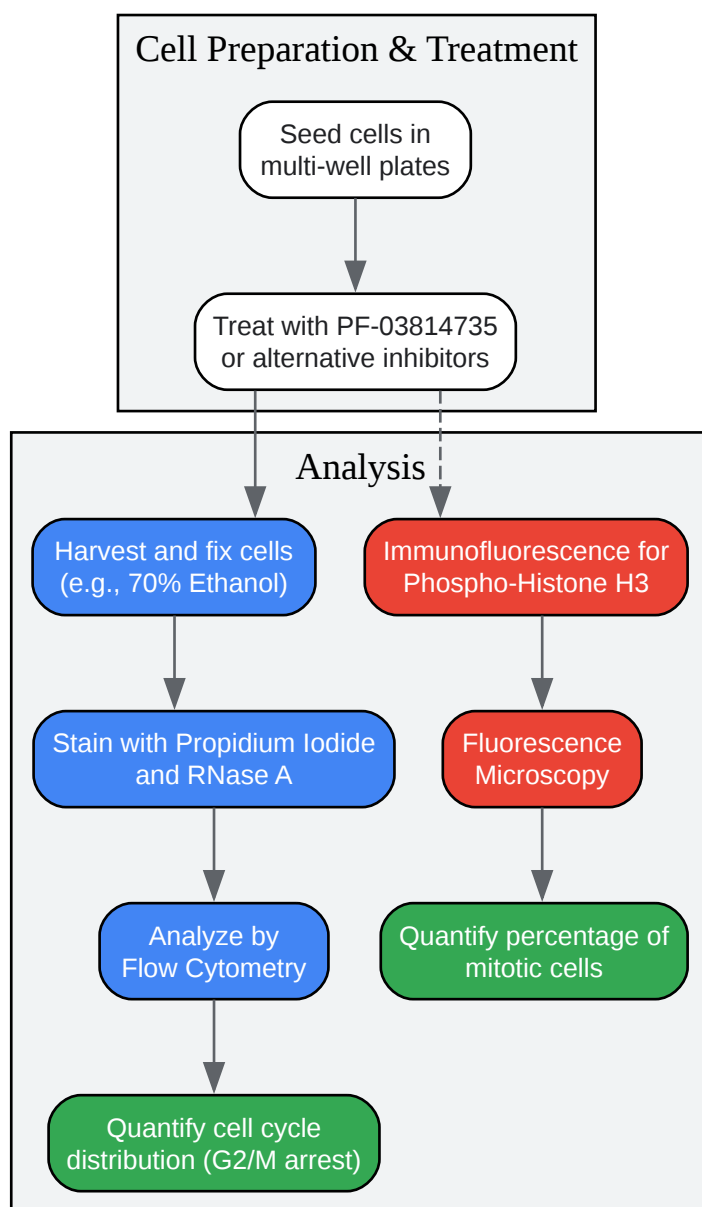 Cell Preparation & Treatment
Seed cells in
multi-well plates
Treat with PF-03814735
or alternative inhibitors
Analysis
Harvest and fix cells
(e.g., 70% Ethanol)
Immunofluorescence for
Phospho-Histone H3
Stain with Propidium Iodide
and RNase A
Fluorescence
Microscopy
Analyze by
Flow Cytometry
Quantify percentage of
mitotic cells
Quantify cell cycle
distribution (G2/M arrest)